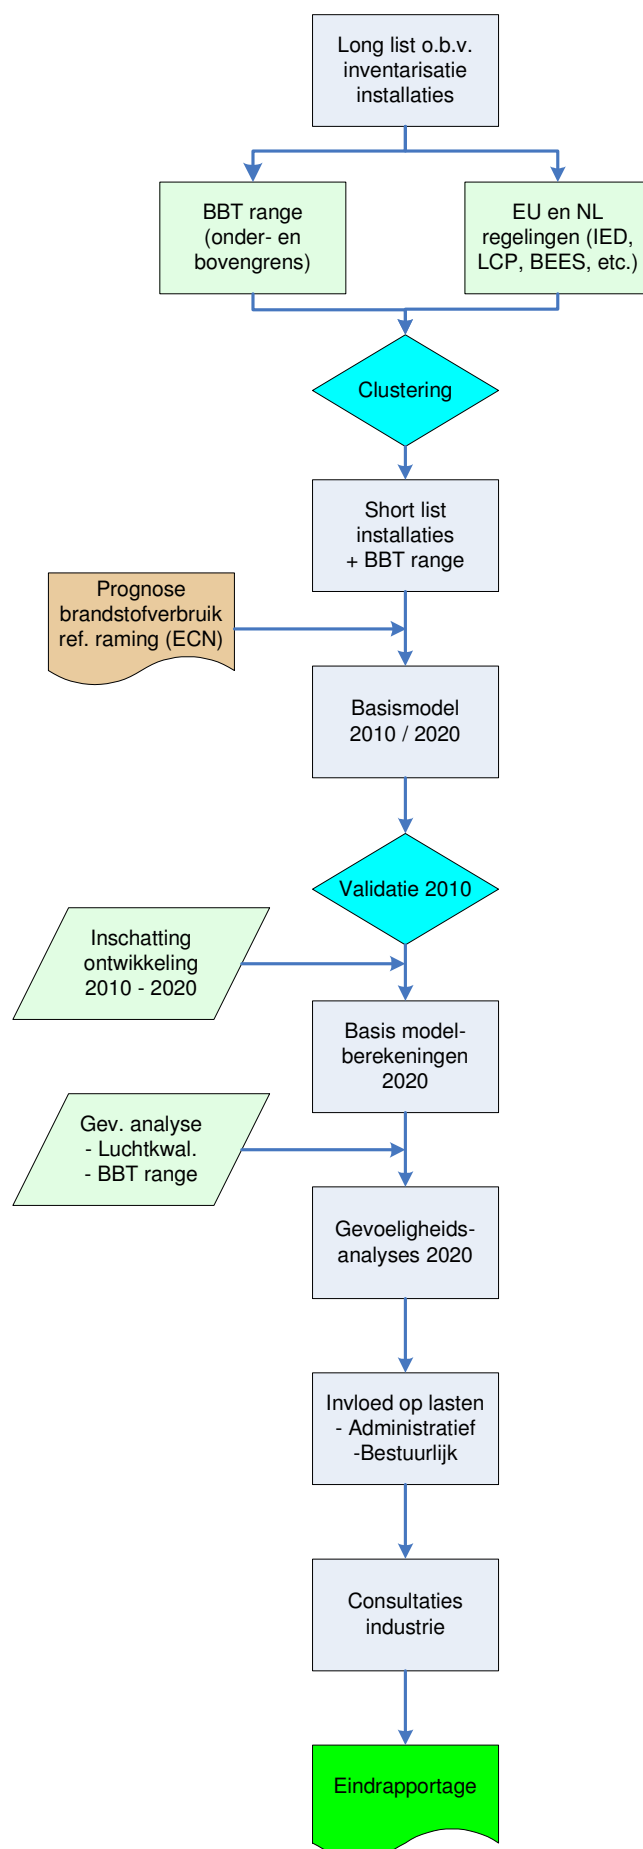 Long list o.b.v.
inventarisatie
installaties
BBT range
(onder- en
bovengrens)
EU en NL
regelingen (IED,
LCP, BEES, etc.)
Clustering
Short list
installaties
+ BBT range
Prognose
brandstofverbruik
ref. raming (ECN)
Basismodel
2010 / 2020
Validatie 2010
Inschatting
ontwikkeling
2010 - 2020
Basis model-
berekeningen
2020
Gev. analyse
- Luchtkwal.
- BBT range
Gevoeligheids-
analyses 2020
Invloed op lasten
- Administratief
-Bestuurlijk
Consultaties
industrie
Eindrapportage